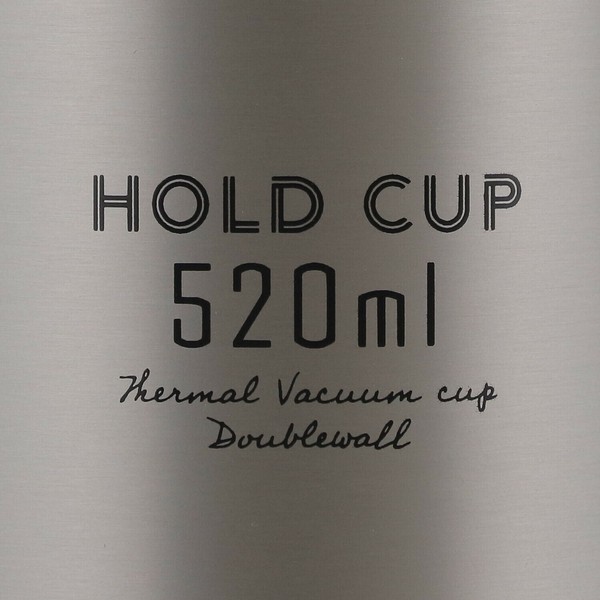 HOLD CUP
520ml
Thermal Vacuum cup
Doublewall